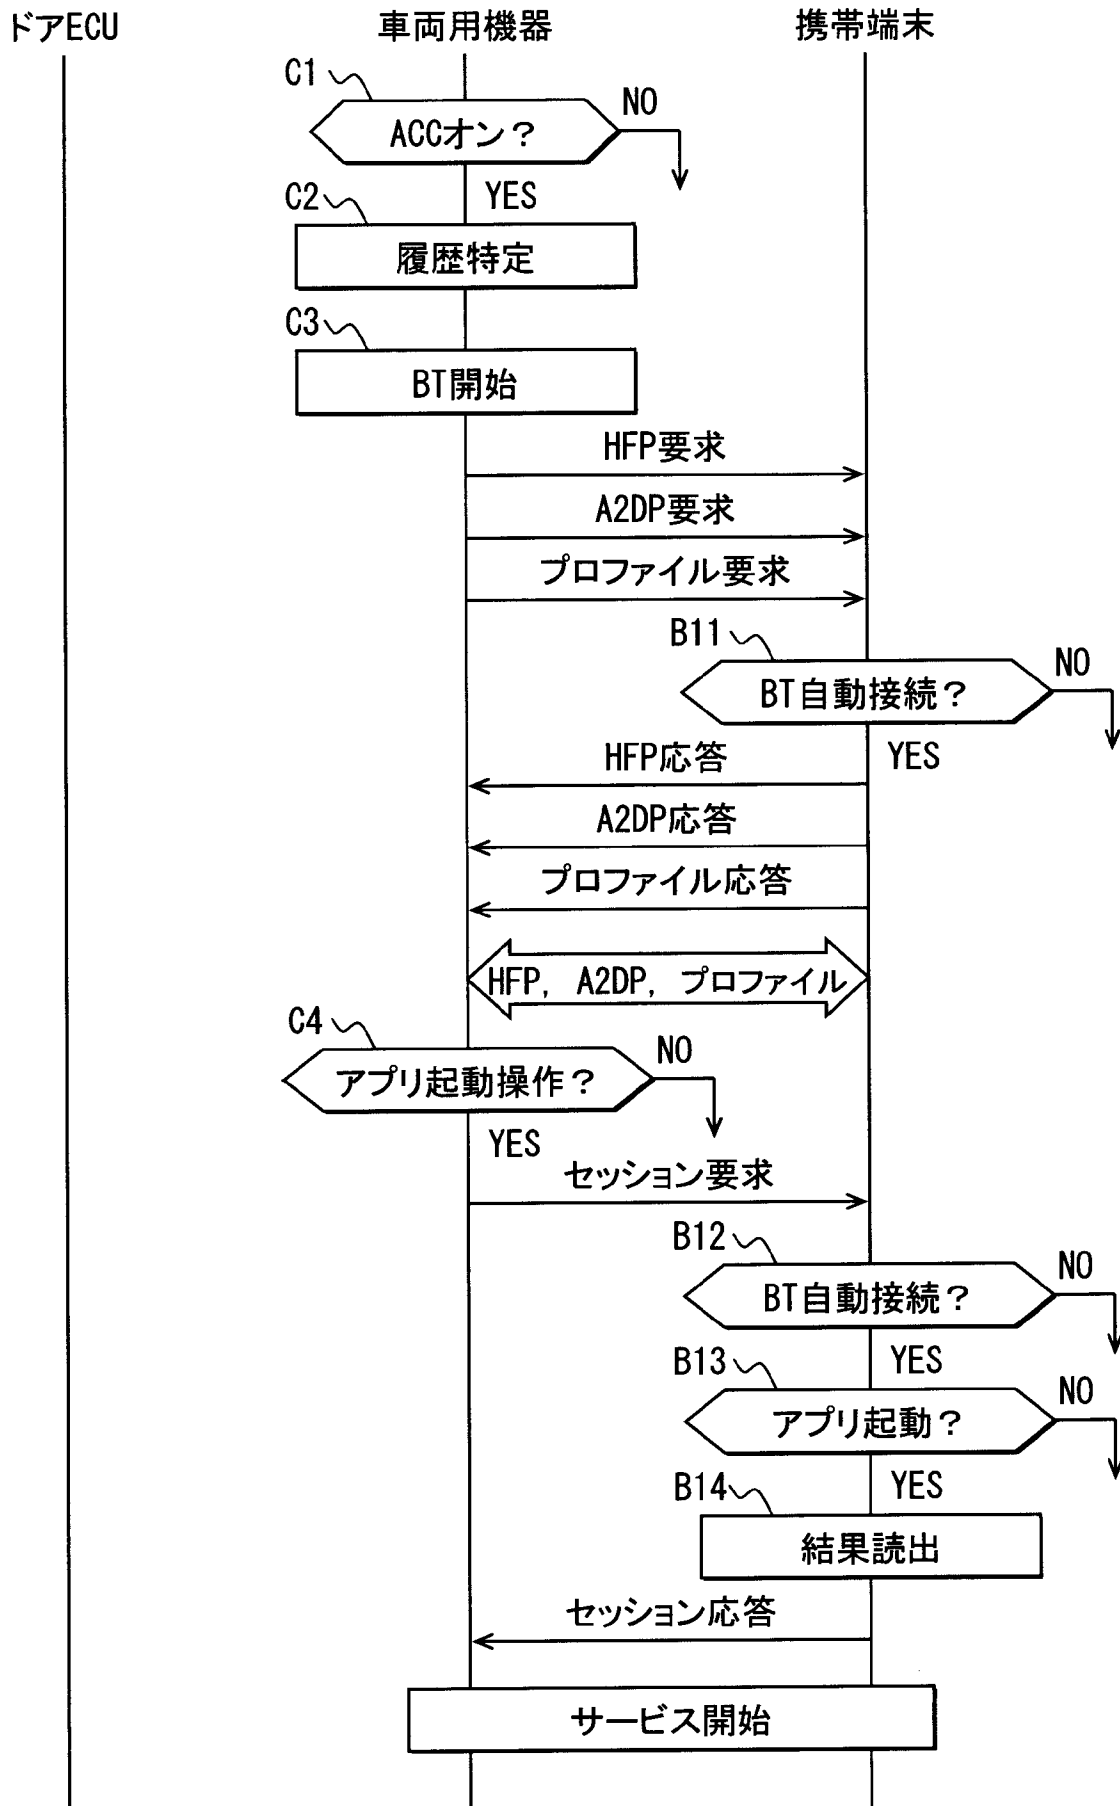 ドアECU 車両用機器 携帯端末
C1
ACCオン？
NO
YES
C2
履歴特定
C3
BT開始
HFP要求
A2DP要求
プロファイル要求
B11
BT自動接続？
NO
YES
HFP応答
A2DP応答
プロファイル応答
HFP, A2DP, プロファイル
C4
アプリ起動操作？
NO
YES
セッション要求
B12
BT自動接続？
NO
YES
B13
アプリ起動？
NO
YES
B14
結果読出
セッション応答
サービス開始